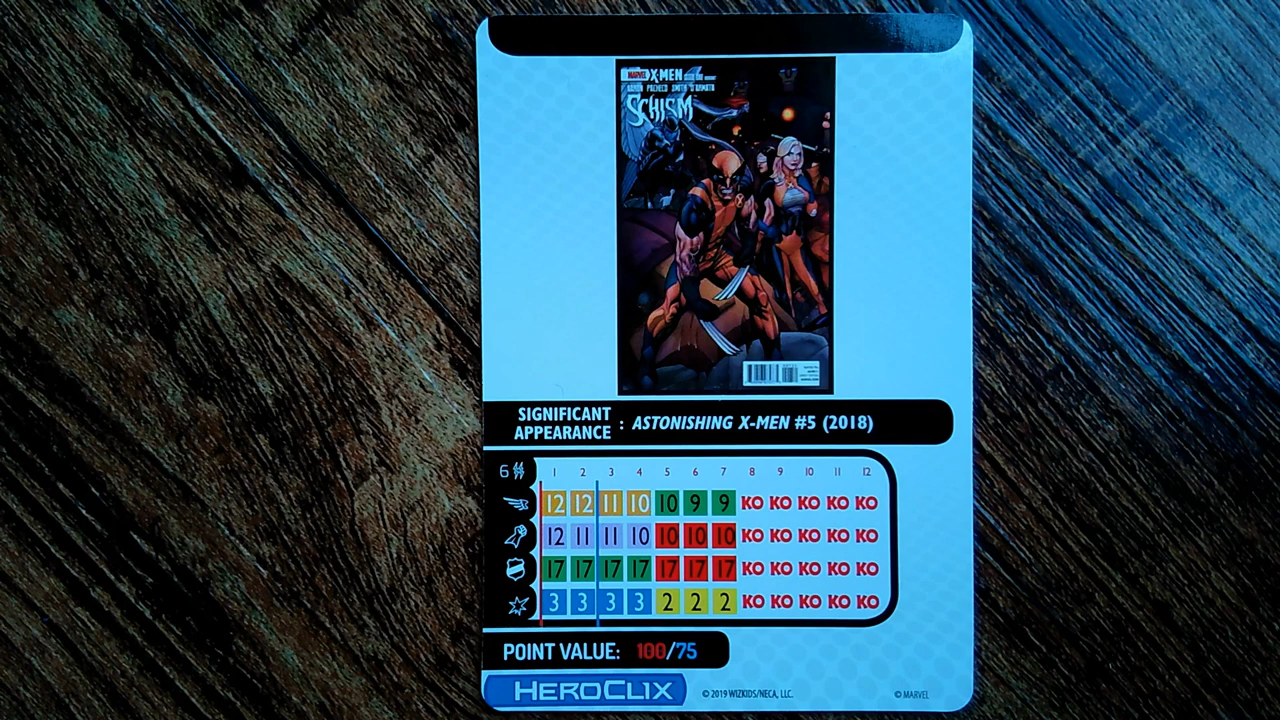 MARVEL X-MEN
AARON PACHECO SMITH D'ARMATA
SCHISM
SIGNIFICANT
APPEARANCE : ASTONISHING X-MEN #5 (2018)
6 1 2 3 4 5 6 7 8 9 10 11 12
12 12 11 10 10 9 9 KO KO KO KO KO
12 11 11 10 10 10 10 KO KO KO KO KO
17 17 17 17 17 17 17 KO KO KO KO KO
3 3 3 3 2 2 2 KO KO KO KO KO
POINT VALUE: 100/75
HEROCLIX © 2019 WIZKIDS/NECA, LLC. © MARVEL